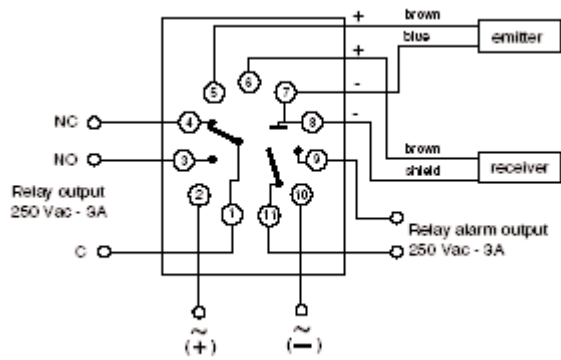 + brown
emitter
blue
+
-
-
5
6
7
NC
4
8
NO
3
9
brown
receiver
shield
Relay output
250 Vac - 3A
2
1
11
10
Relay alarm output
250 Vac - 3A
C
~
(+)
~
(−)